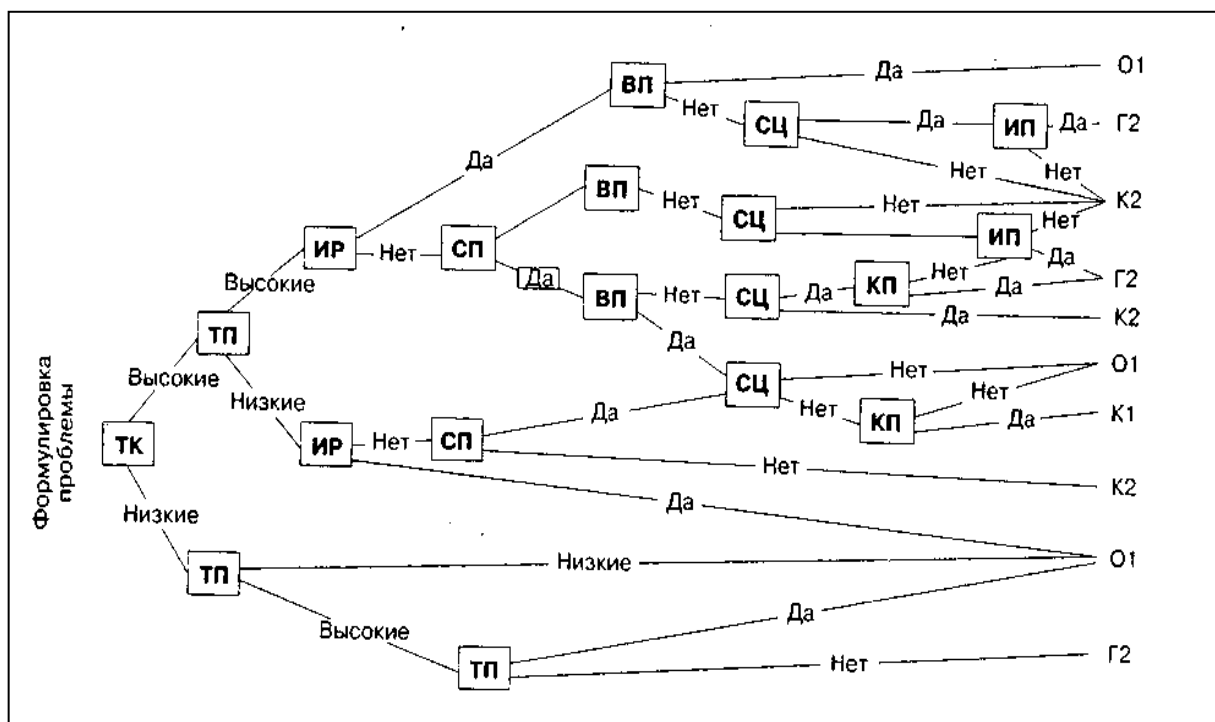 ВП
Да
О1
Нет
СЦ
Да
ИП
Да
Г2
Да
Нет
Нет
ВП
Нет
СЦ
Нет
К2
ИР
Нет
СП
ИП
Нет
Да
Высокие
Да
ВП
Нет
СЦ
Да
КП
Нет
Да
Г2
Да
К2
ТП
Да
Высокие
Низкие
СЦ
Нет
О1
Нет
КП
Нет
Да
К1
Формулировка
проблемы
ТК
ИР
Нет
СП
Да
Нет
К2
Да
Низкие
ТП
Низкие
О1
Высокие
Да
ТП
Нет
Г2